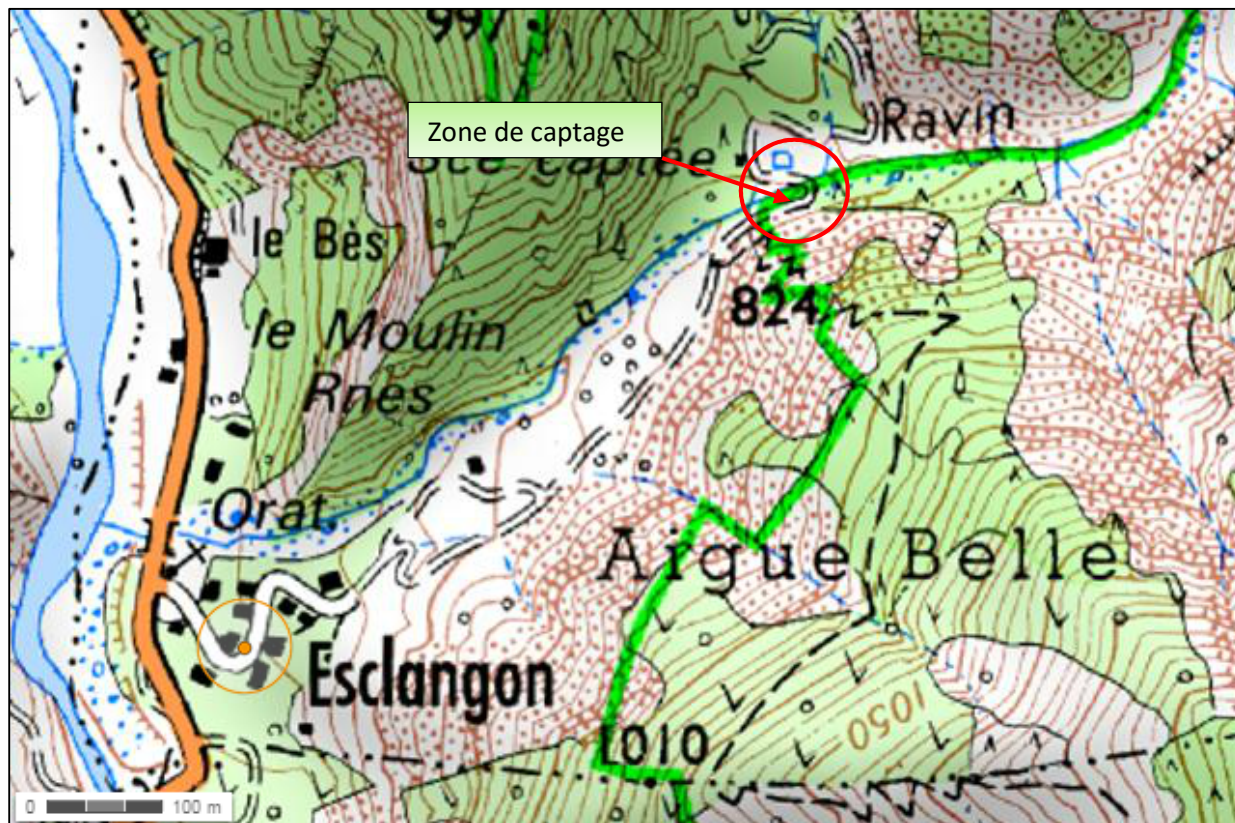 997
Zone de captage
Ravin
Sce captée
D
le Bès
824
le Moulin
Rnes
Orat.
Aigue Belle
Esclangon
1050
1010
0 100 m